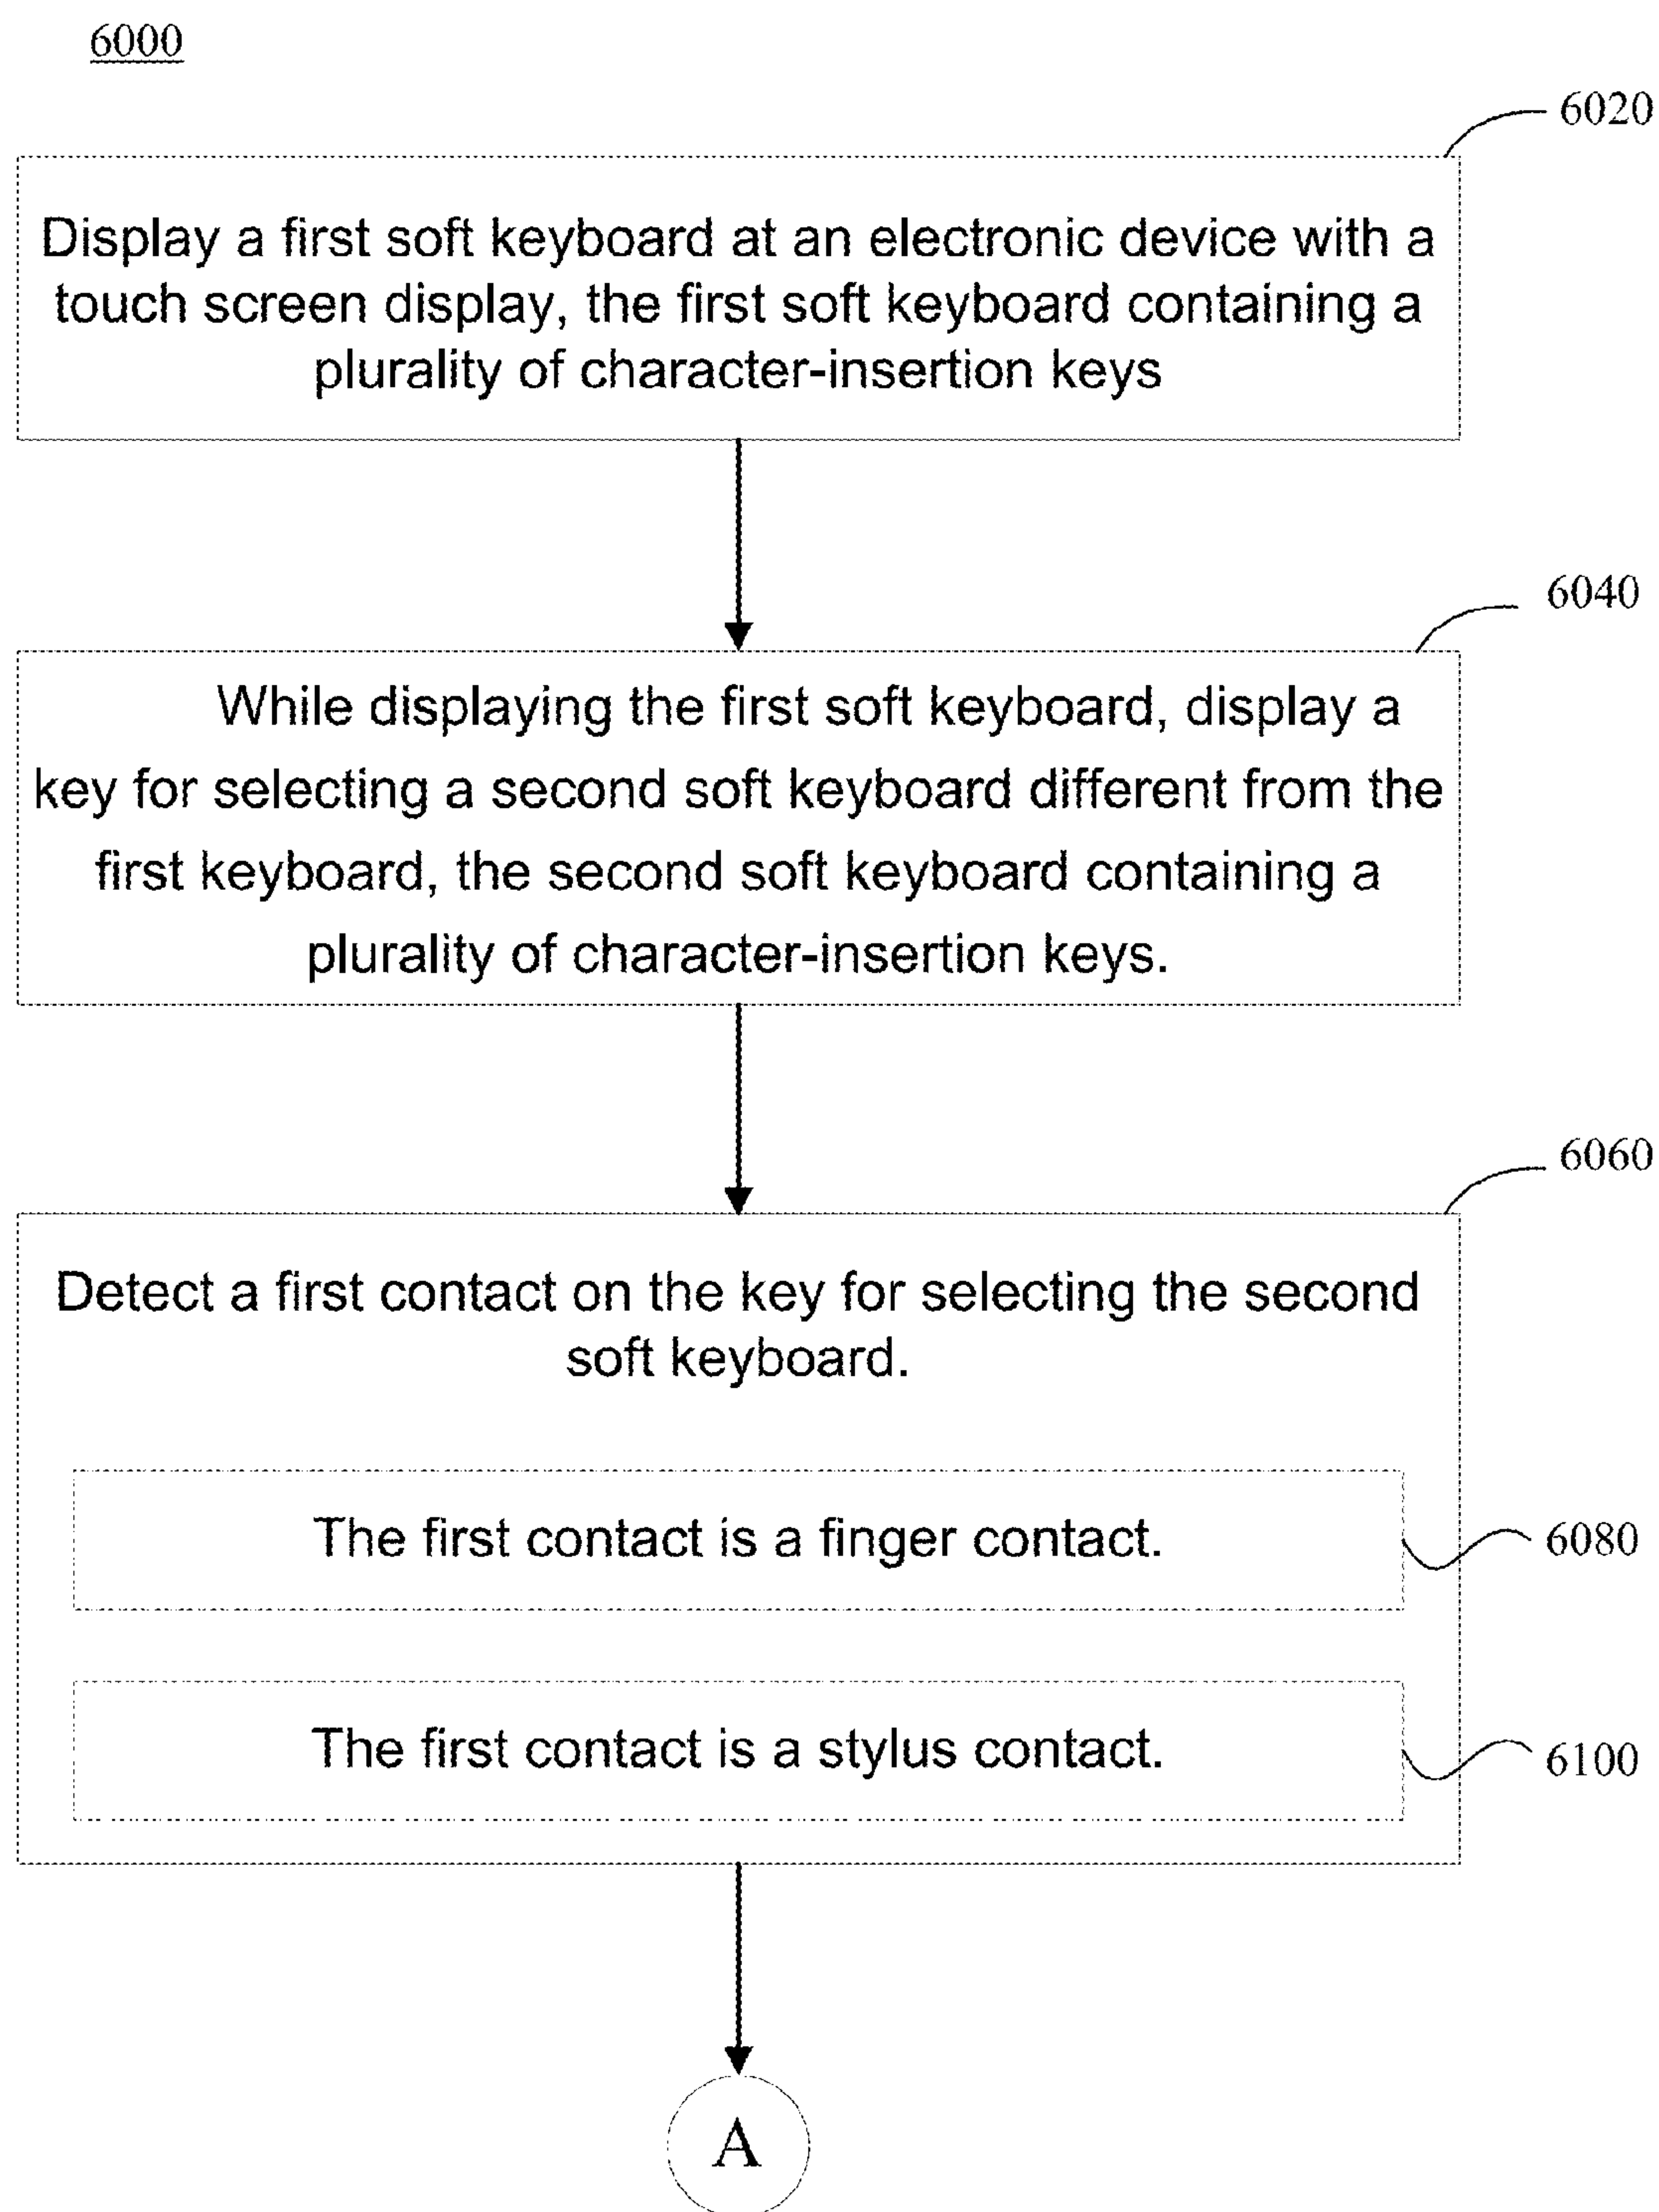 6000
6020
Display a first soft keyboard at an electronic device with a
touch screen display, the first soft keyboard containing a
plurality of character-insertion keys
6040
While displaying the first soft keyboard, display a
key for selecting a second soft keyboard different from the
first keyboard, the second soft keyboard containing a
plurality of character-insertion keys.
6060
Detect a first contact on the key for selecting the second
soft keyboard.
The first contact is a finger contact.
6080
The first contact is a stylus contact.
6100
A